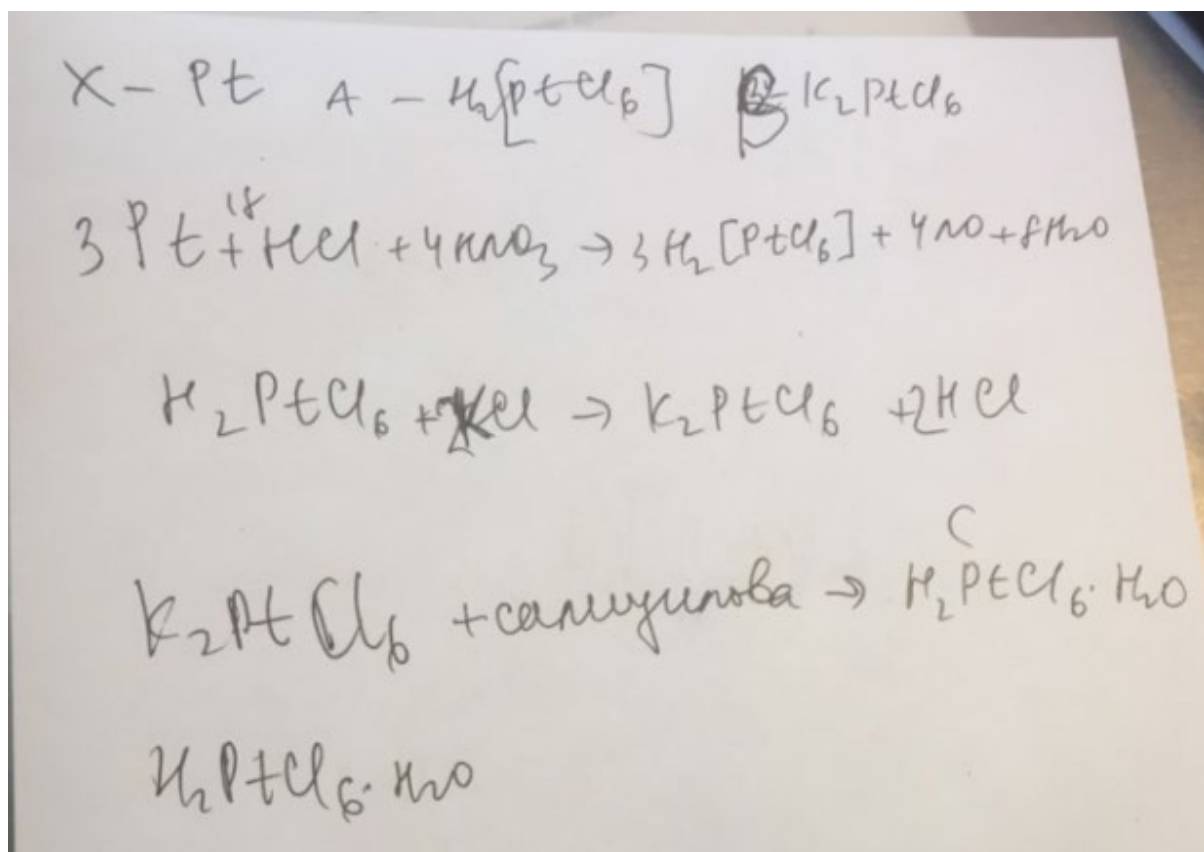 X - Pt A - H₂[PtCl₆] B - K₂PtCl₆
3Pt + 18HCl + 4HNO₃ → 3H₂[PtCl₆] + 4NO + 8H₂O
H₂PtCl₆ + 2KCl → K₂PtCl₆ + 2HCl
C
K₂PtCl₆ + салицилова → H₂PtCl₆·H₂O
H₂PtCl₆·H₂O